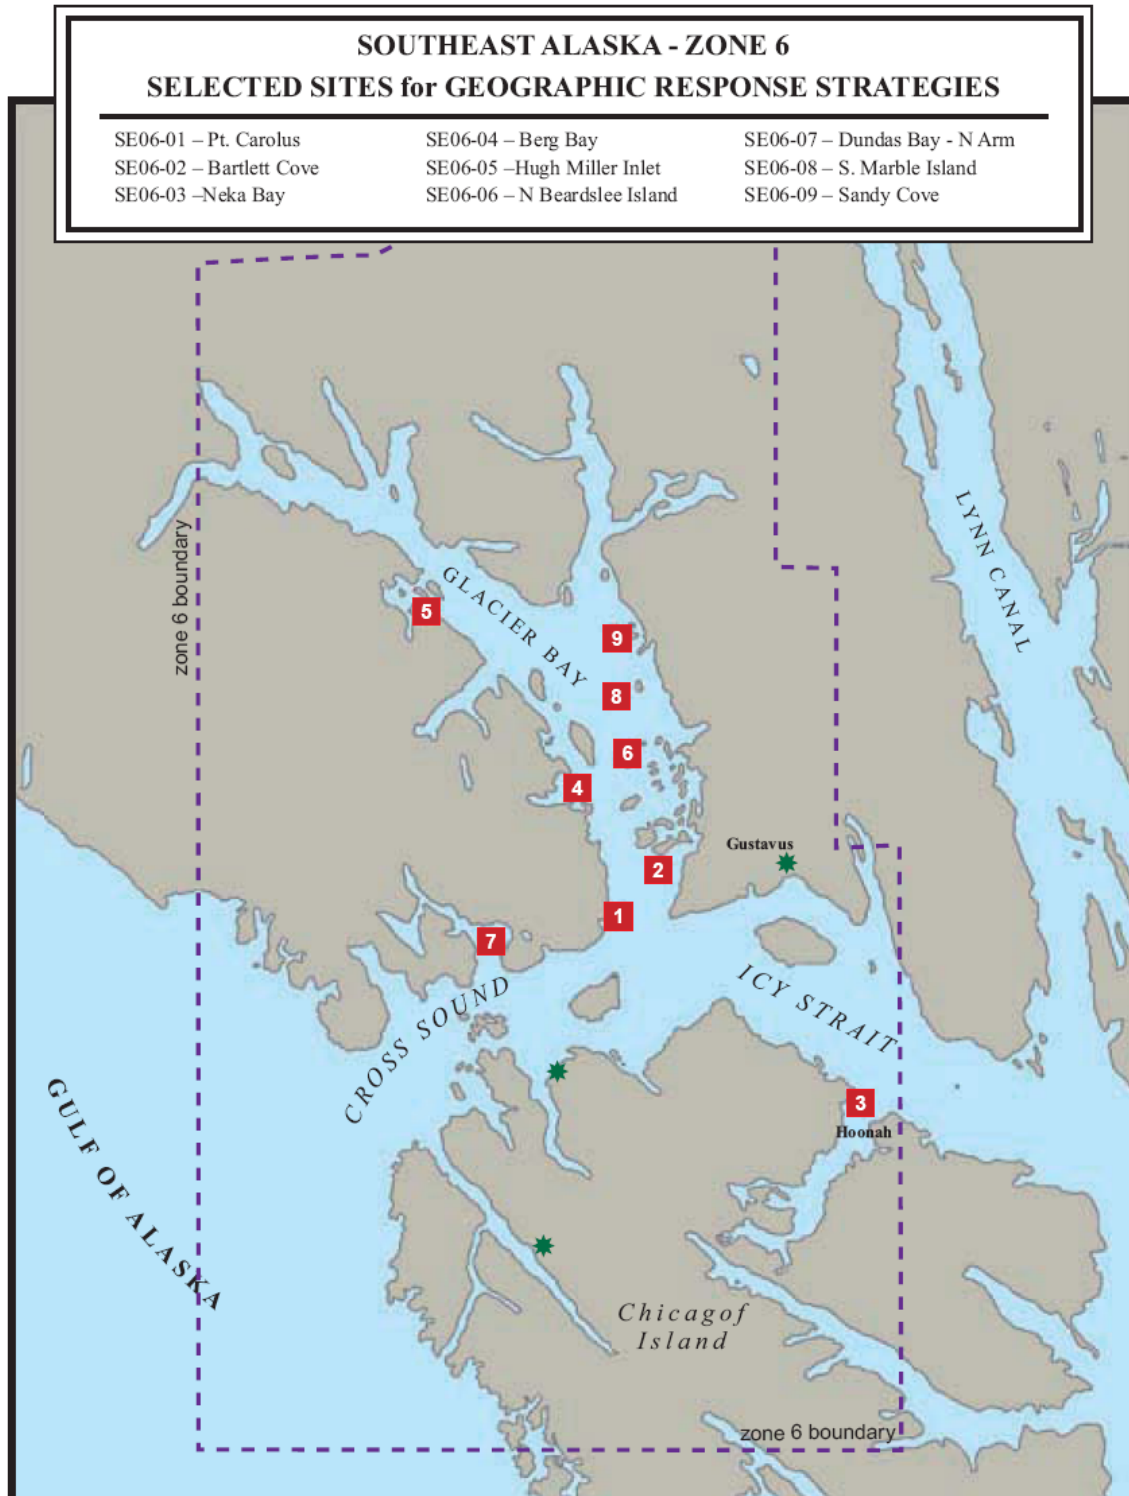 SOUTHEAST ALASKA - ZONE 6
SELECTED SITES for GEOGRAPHIC RESPONSE STRATEGIES
SE06-01 – Pt. Carolus
SE06-02 – Bartlett Cove
SE06-03 –Neka Bay
SE06-04 – Berg Bay
SE06-05 –Hugh Miller Inlet
SE06-06 – N Beardslee Island
SE06-07 – Dundas Bay - N Arm
SE06-08 – S. Marble Island
SE06-09 – Sandy Cove
zone 6 boundary
LYNN CANAL
GLACIER BAY
5
9
8
6
4
Gustavus
2
1
7
ICY STRAIT
CROSS SOUND
GULF OF ALASKA
3
Hoonah
Chicagof
Island
zone 6 boundary